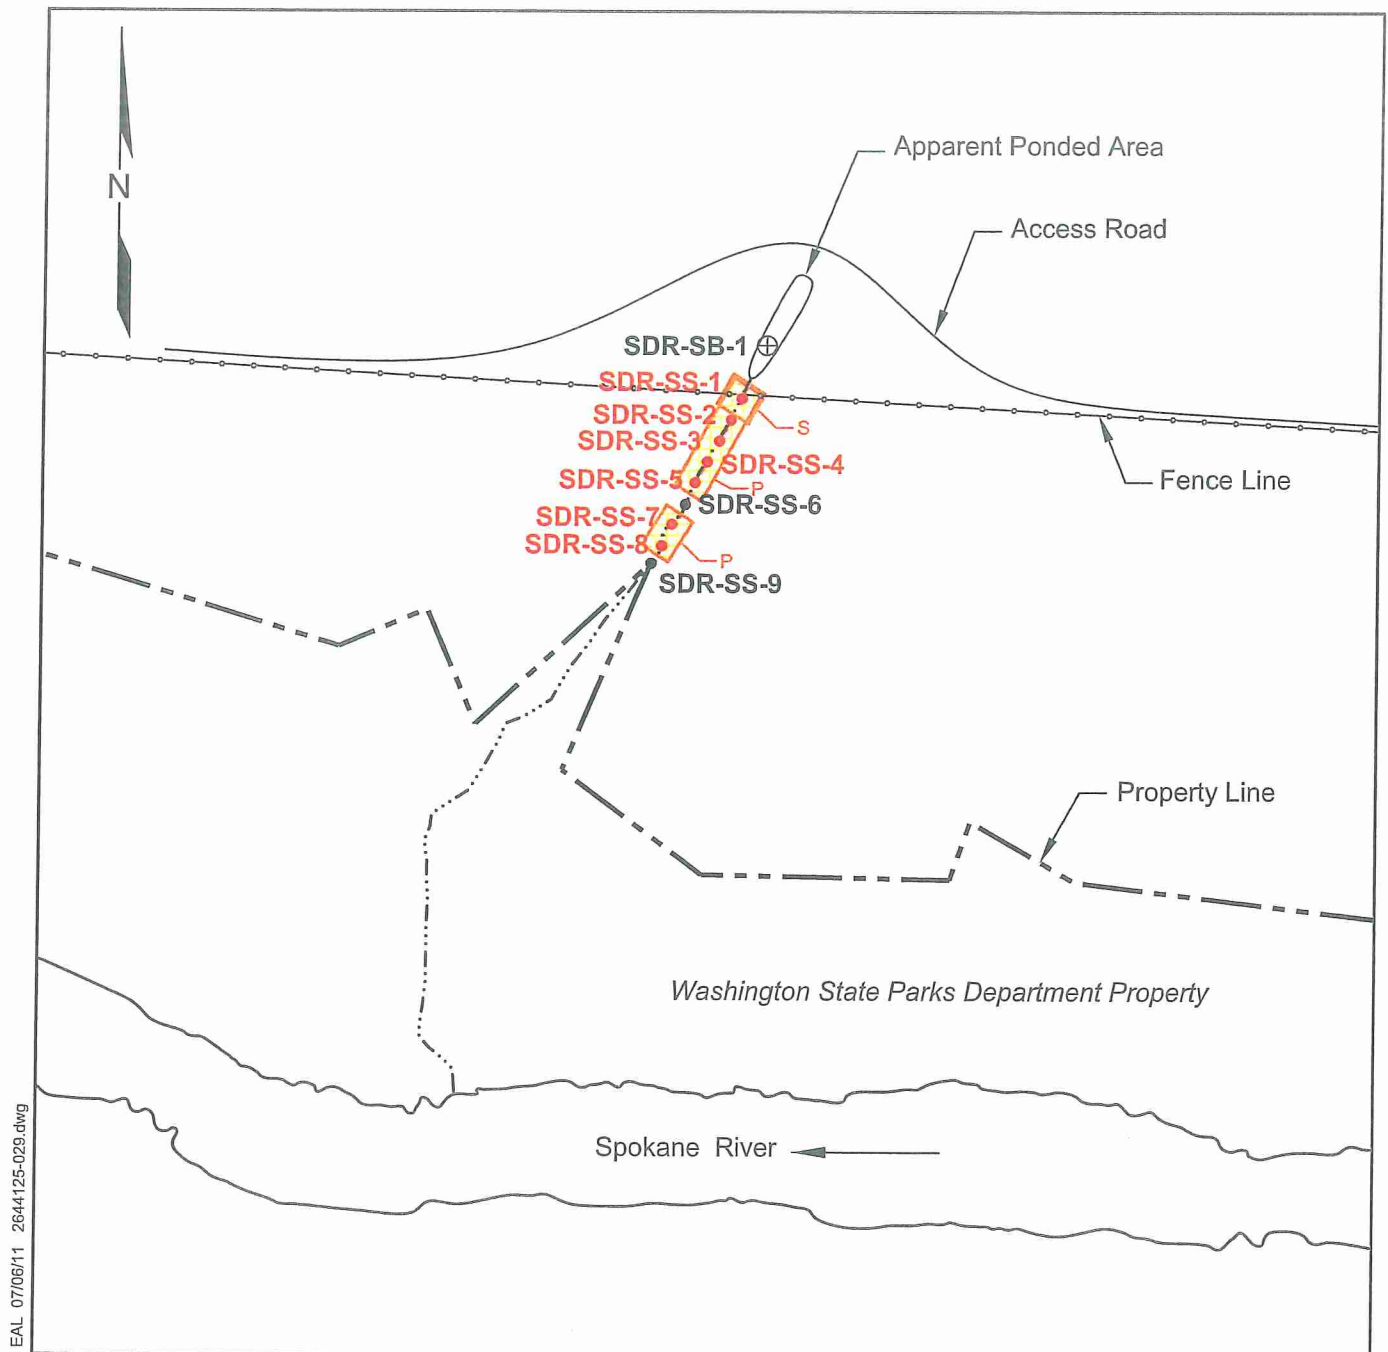 N
Apparent Ponded Area
Access Road
SDR-SB-1
SDR-SS-1
SDR-SS-2
S
SDR-SS-3
SDR-SS-4
SDR-SS-5
P
Fence Line
SDR-SS-6
SDR-SS-7
SDR-SS-8
P
SDR-SS-9
Property Line
Washington State Parks Department Property
Spokane River
EAL 07/06/11 2644125-029.dwg